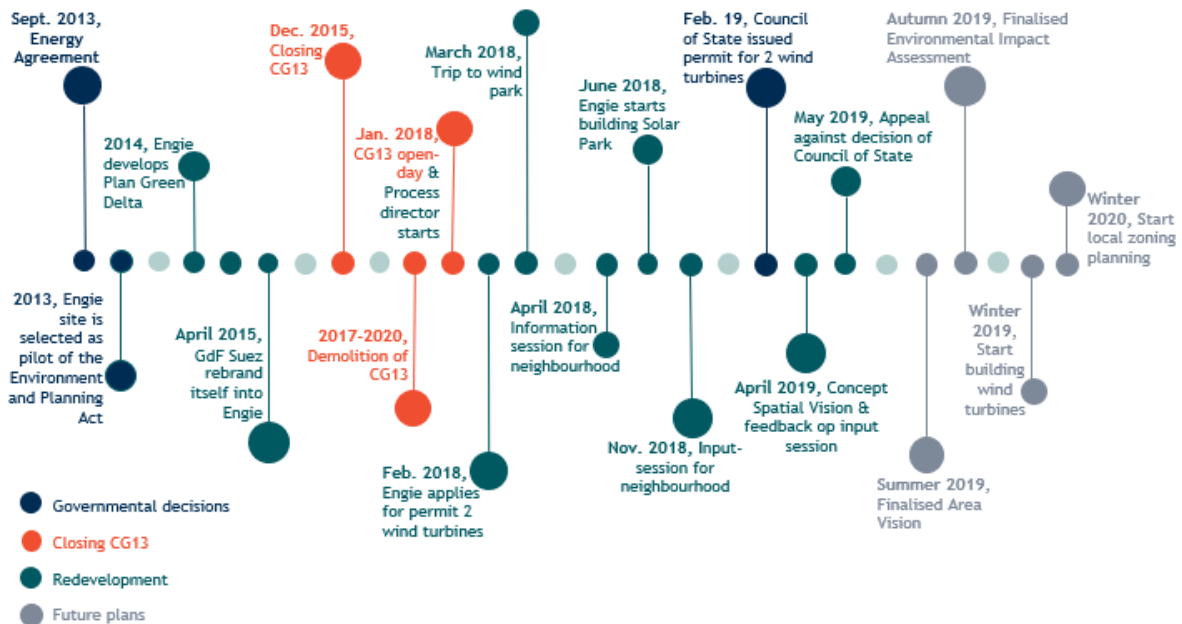 Sept. 2013,
Energy
Agreement
2013, Engie
site is
selected as
pilot of the
Environment
and Planning
Act
2014, Engie
develops
Plan Green
Delta
April 2015,
GdF Suez
rebrand
itself into
Engie
Dec. 2015,
Closing
CG13
2017-2020,
Demolition of
CG13
Jan. 2018,
CG13 open-
day &
Process
director
starts
Feb. 2018,
Engie applies
for permit 2
wind turbines
March 2018,
Trip to wind
park
April 2018,
Information
session for
neighbourhood
June 2018,
Engie starts
building Solar
Park
Nov. 2018, Input-
session for
neighbourhood
Feb. 19, Council
of State issued
permit for 2 wind
turbines
April 2019, Concept
Spatial Vision &
feedback op input
session
May 2019, Appeal
against decision of
Council of State
Summer 2019,
Finalised Area
Vision
Autumn 2019, Finalised
Environmental Impact
Assessment
Winter
2019,
Start
building
wind
turbines
Winter
2020, Start
local zoning
planning
Governmental decisions
Closing CG13
Redevelopment
Future plans